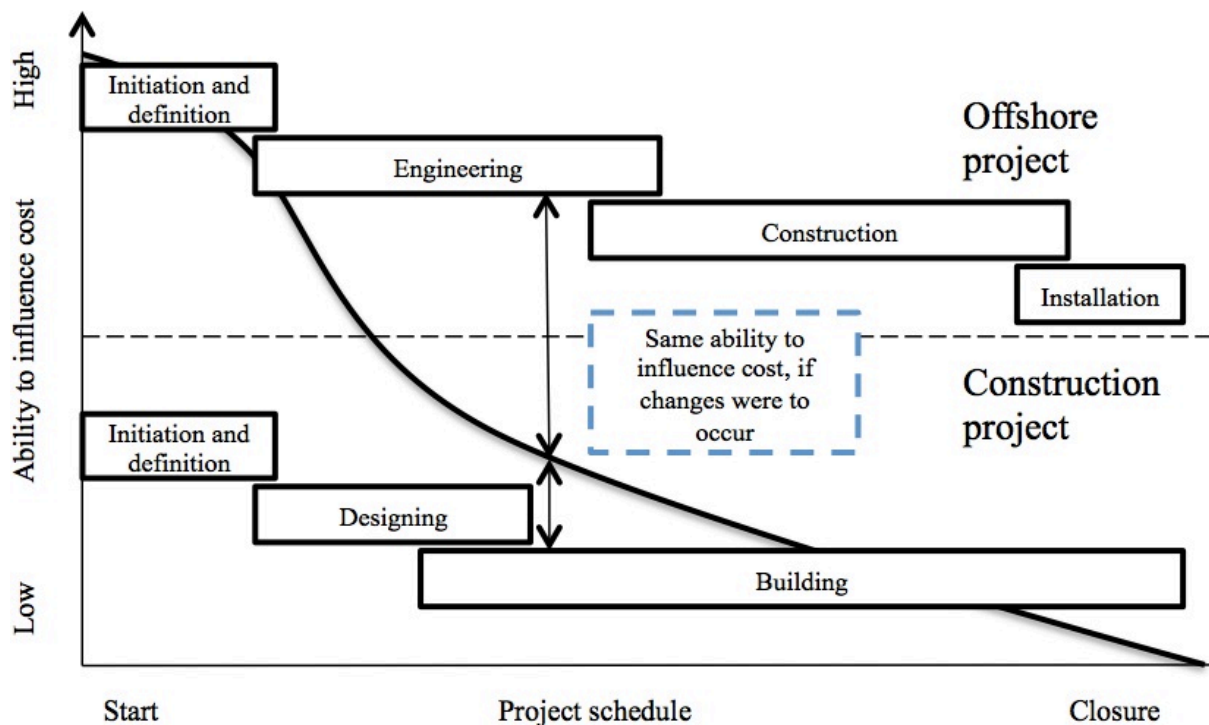 High
Ability to influence cost
Low
Initiation and
definition
Engineering
Offshore
project
Construction
Installation
Same ability to
influence cost, if
changes were to
occur
Construction
project
Initiation and
definition
Designing
Building
Start
Project schedule
Closure